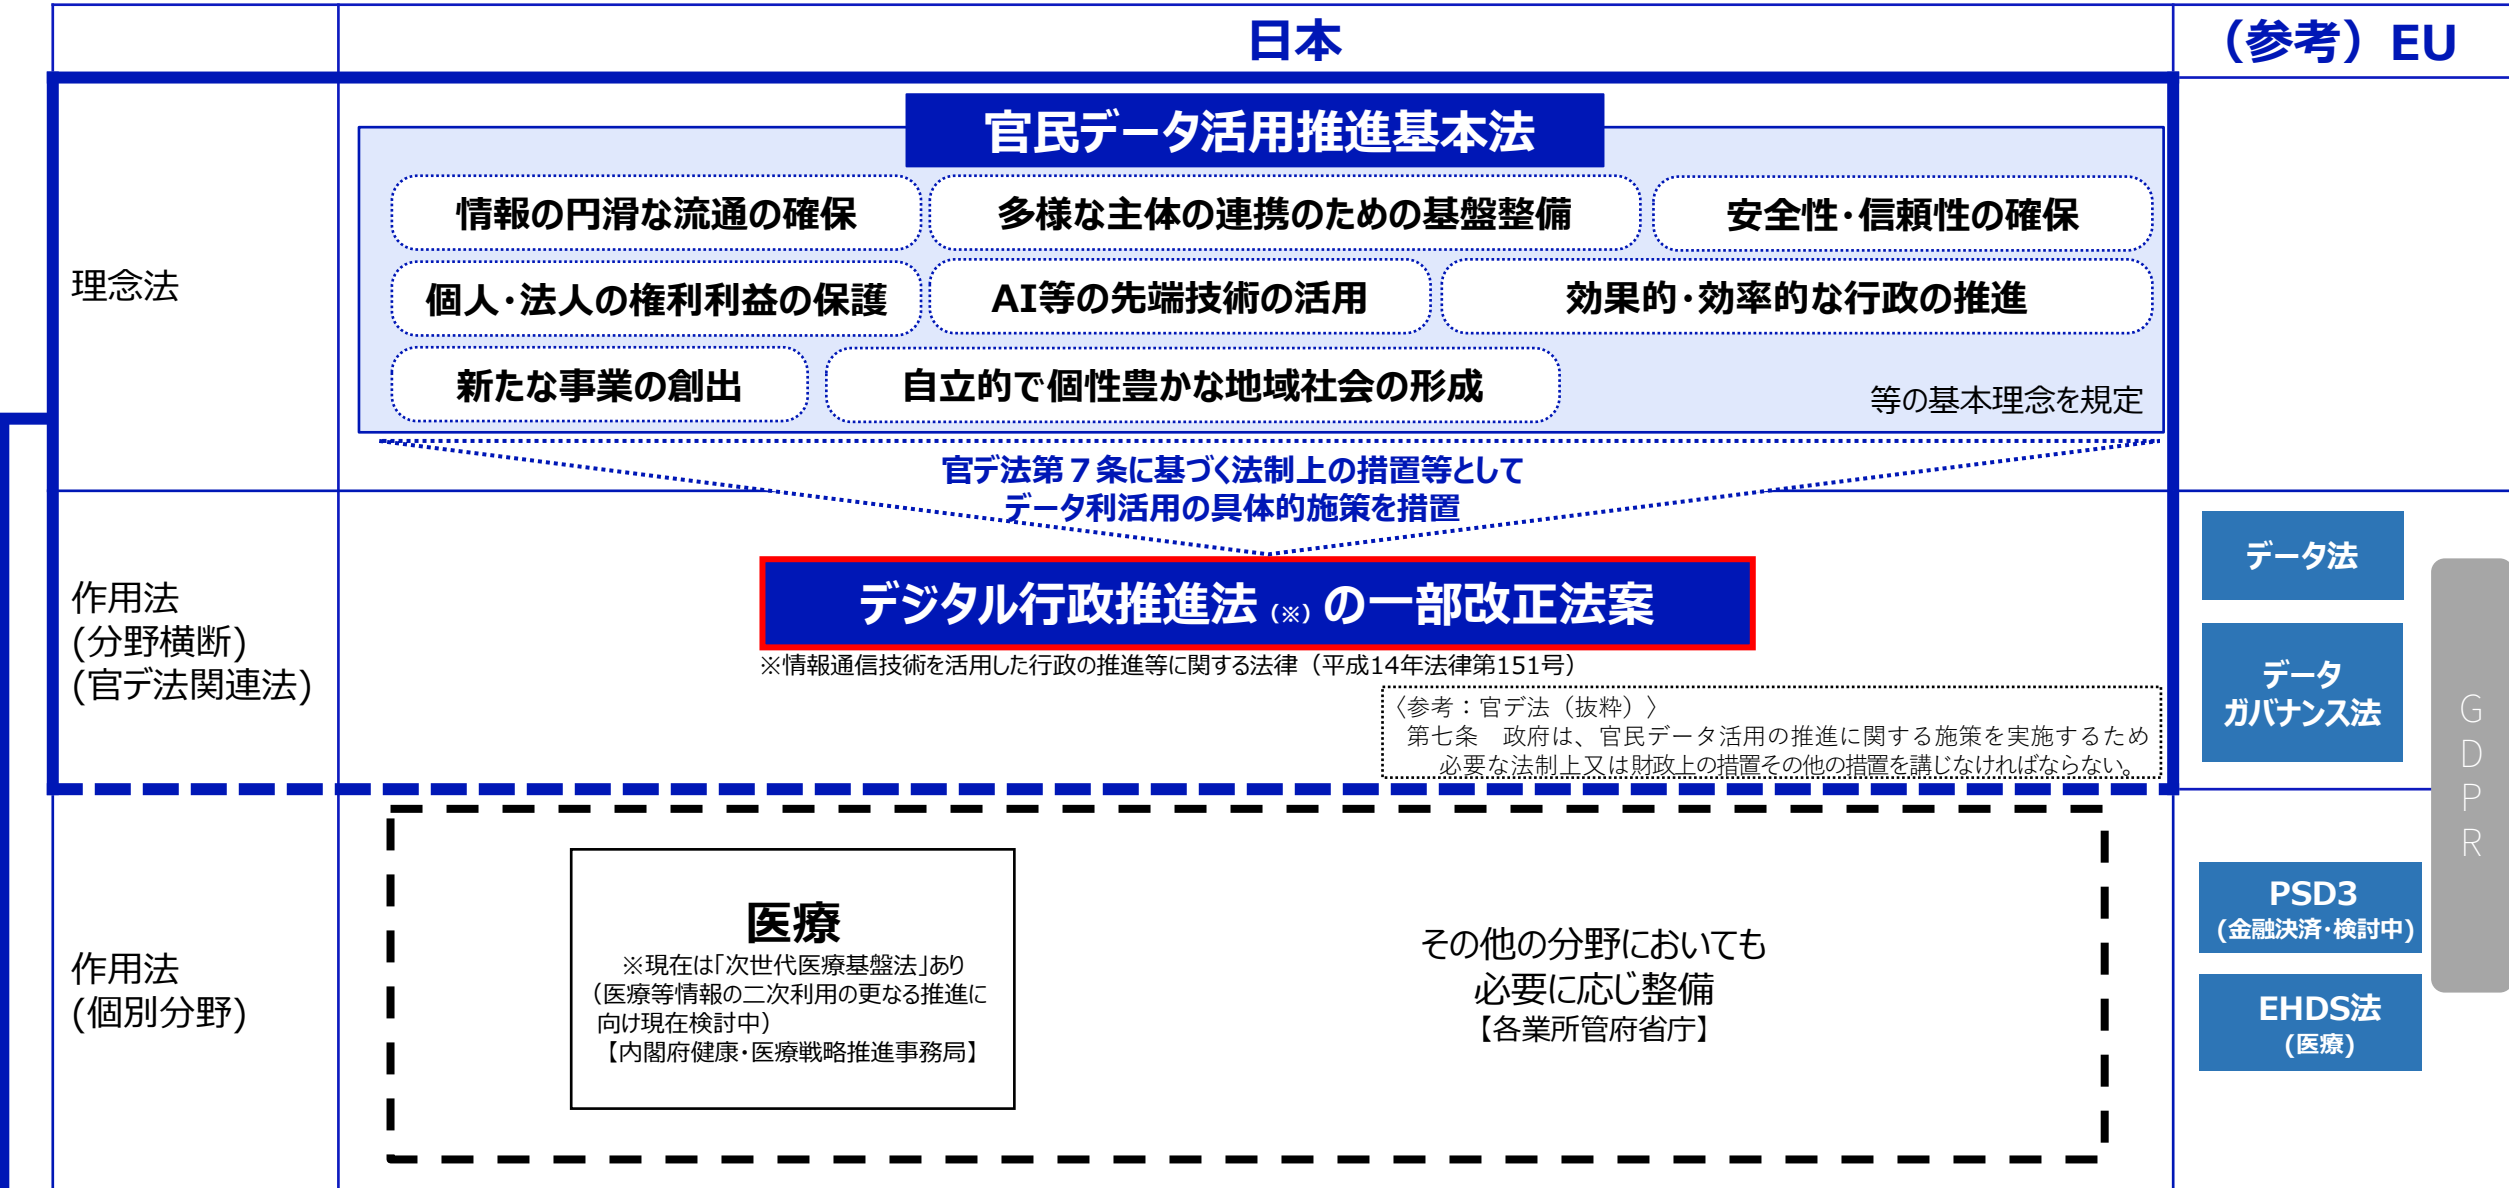 日本
（参考）EU
理念法
官民データ活用推進基本法
情報の円滑な流通の確保
多様な主体の連携のための基盤整備
安全性・信頼性の確保
個人・法人の権利利益の保護
AI等の先端技術の活用
効果的・効率的な行政の推進
新たな事業の創出
自立的で個性豊かな地域社会の形成
等の基本理念を規定
官デ法第７条に基づく法制上の措置等として
データ利活用の具体的施策を措置
作用法
(分野横断)
(官デ法関連法)
デジタル行政推進法（※）の一部改正法案
※情報通信技術を活用した行政の推進等に関する法律（平成14年法律第151号）
〈参考：官デ法（抜粋）〉
第七条　政府は、官民データ活用の推進に関する施策を実施するため
必要な法制上又は財政上の措置その他の措置を講じなければならない。
データ法
データ
ガバナンス法
GDPR
作用法
(個別分野)
医療
※現在は「次世代医療基盤法」あり
（医療等情報の二次利用の更なる推進に
向け現在検討中）
【内閣府健康・医療戦略推進事務局】
その他の分野においても
必要に応じ整備
【各業所管府省庁】
PSD3
(金融決済・検討中)
EHDS法
(医療)